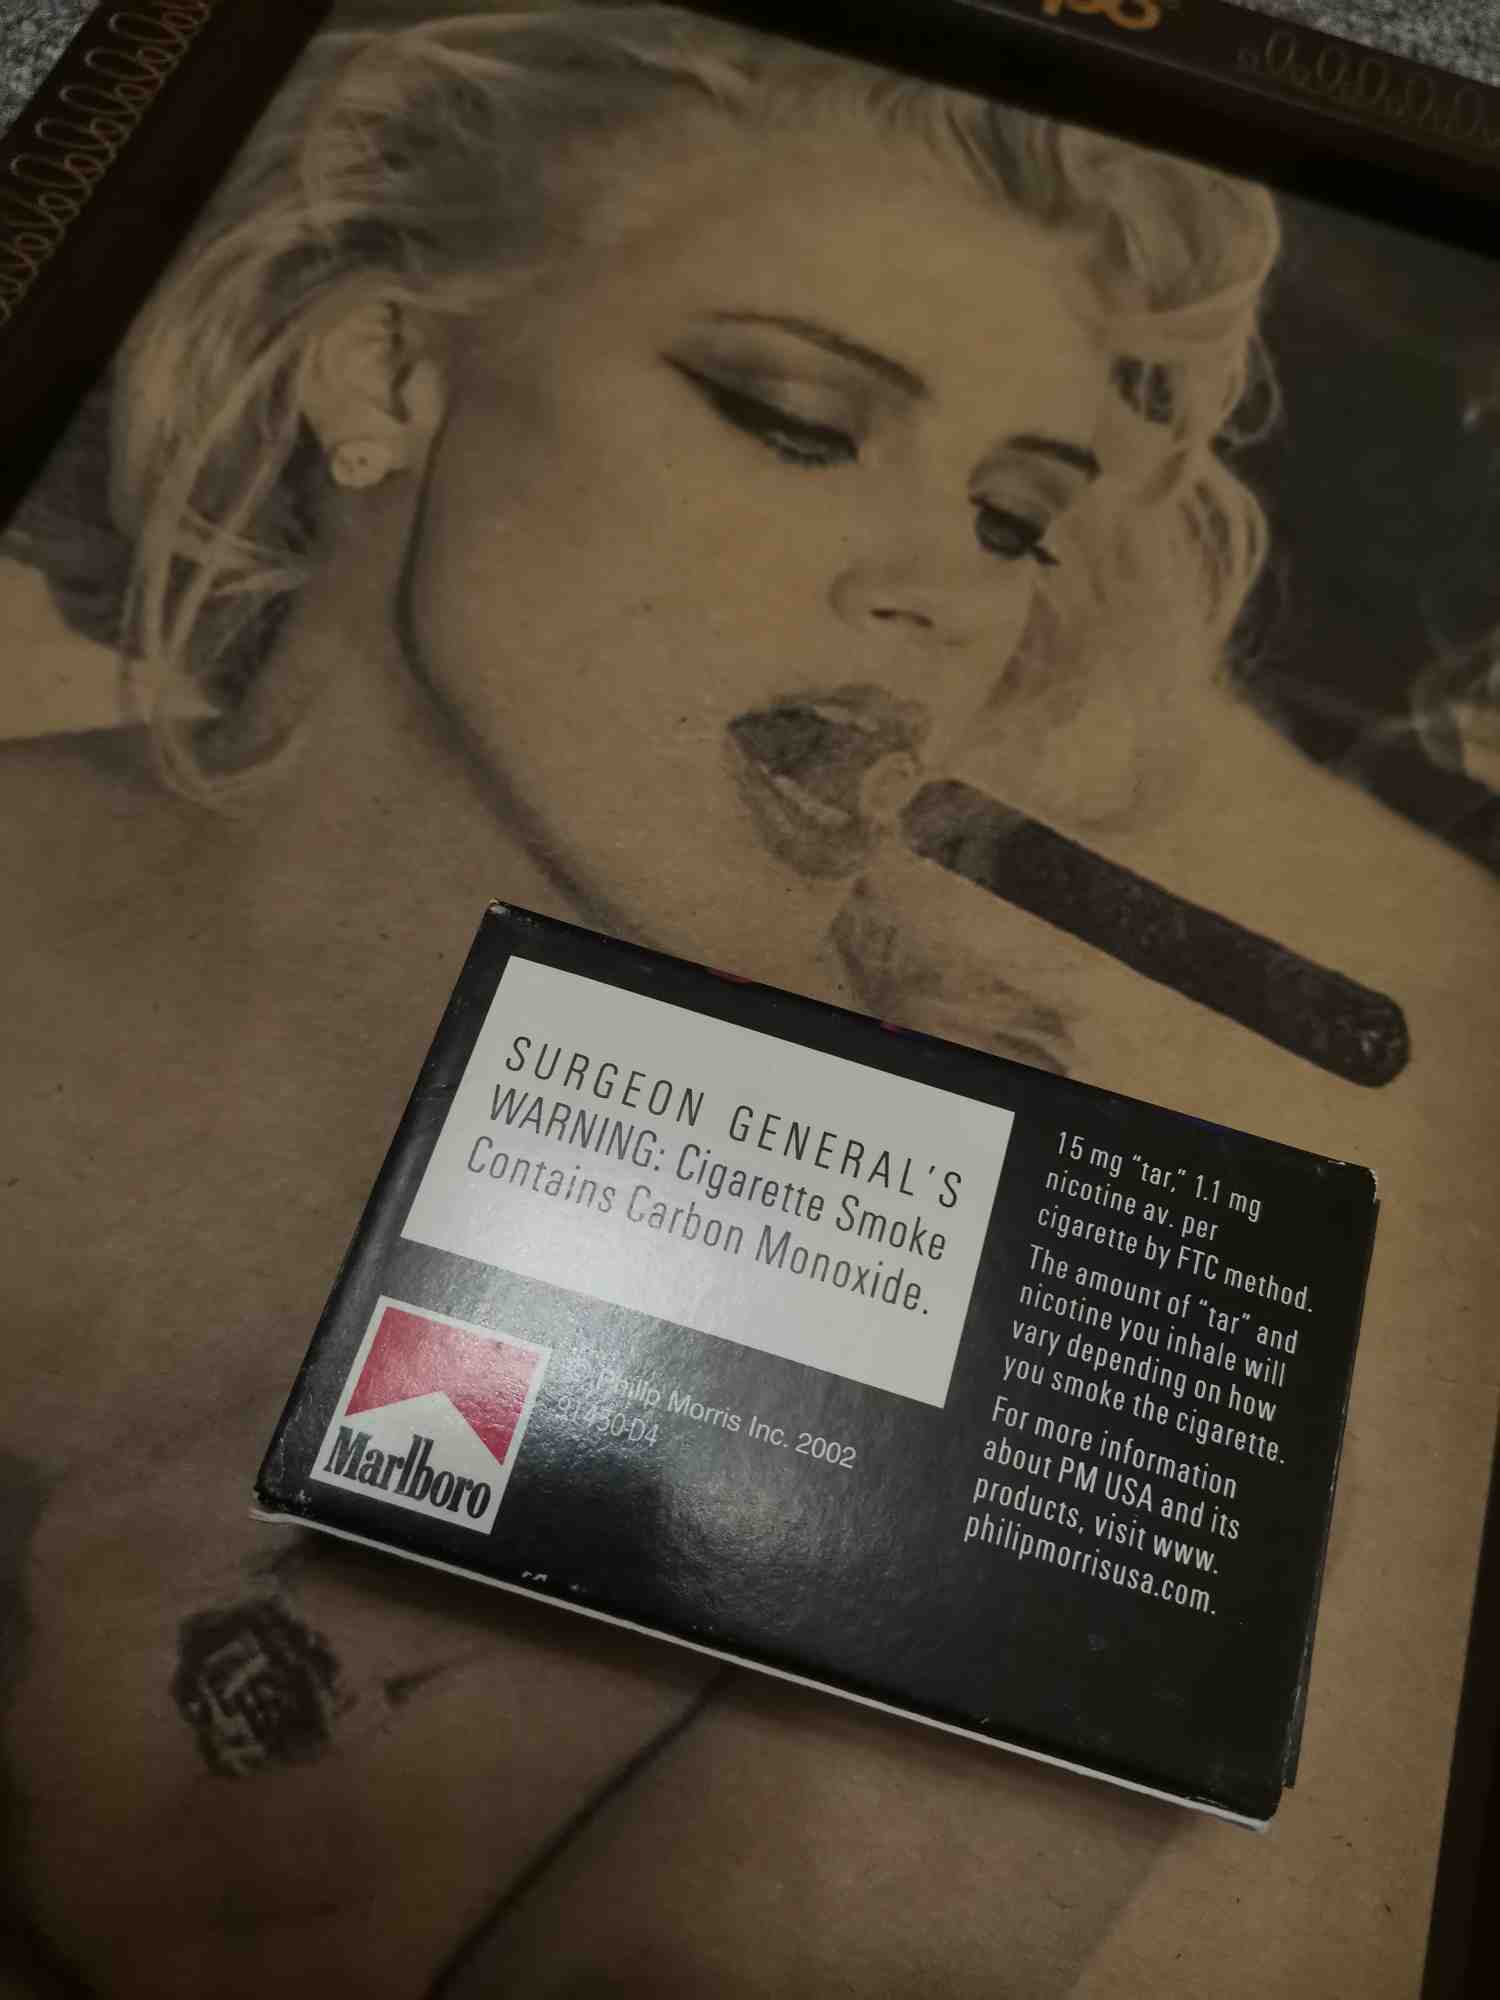 SURGEON GENERAL'S
WARNING: Cigarette Smoke
Contains Carbon Monoxide.
Marlboro
Philip Morris Inc. 2002
15 mg “tar,” 1.1 mg
nicotine av. per
cigarette by FTC method.
The amount of “tar” and
nicotine you inhale will
vary depending on how
you smoke the cigarette.
For more information
about PM USA and its
products, visit www.
philipmorrisusa.com.